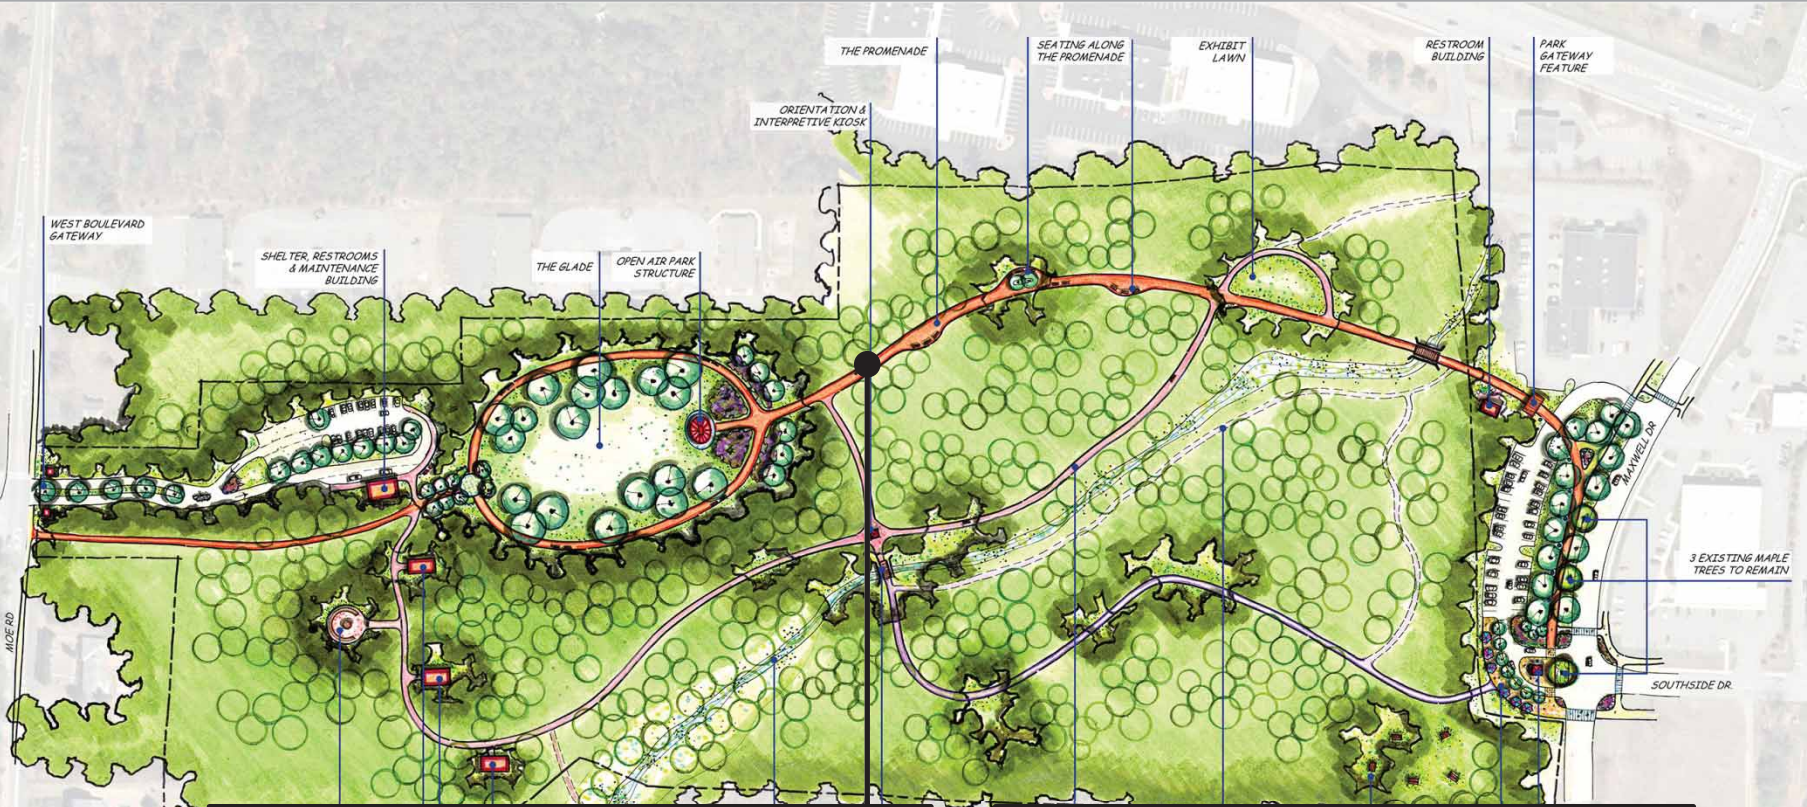 THE PROMENADE
SEATING ALONG
THE PROMENADE
EXHIBIT
LAWN
RESTROOM
BUILDING
PARK
GATEWAY
FEATURE
ORIENTATION &
INTERPRETIVE KIOSK
WEST BOULEVARD
GATEWAY
SHELTER, RESTROOMS
& MAINTENANCE
BUILDING
THE GLADE
OPEN AIR PARK
STRUCTURE
MAXWELL DR
3 EXISTING MAPLE
TREES TO REMAIN
MOE RD
SOUTHSIDE DR.